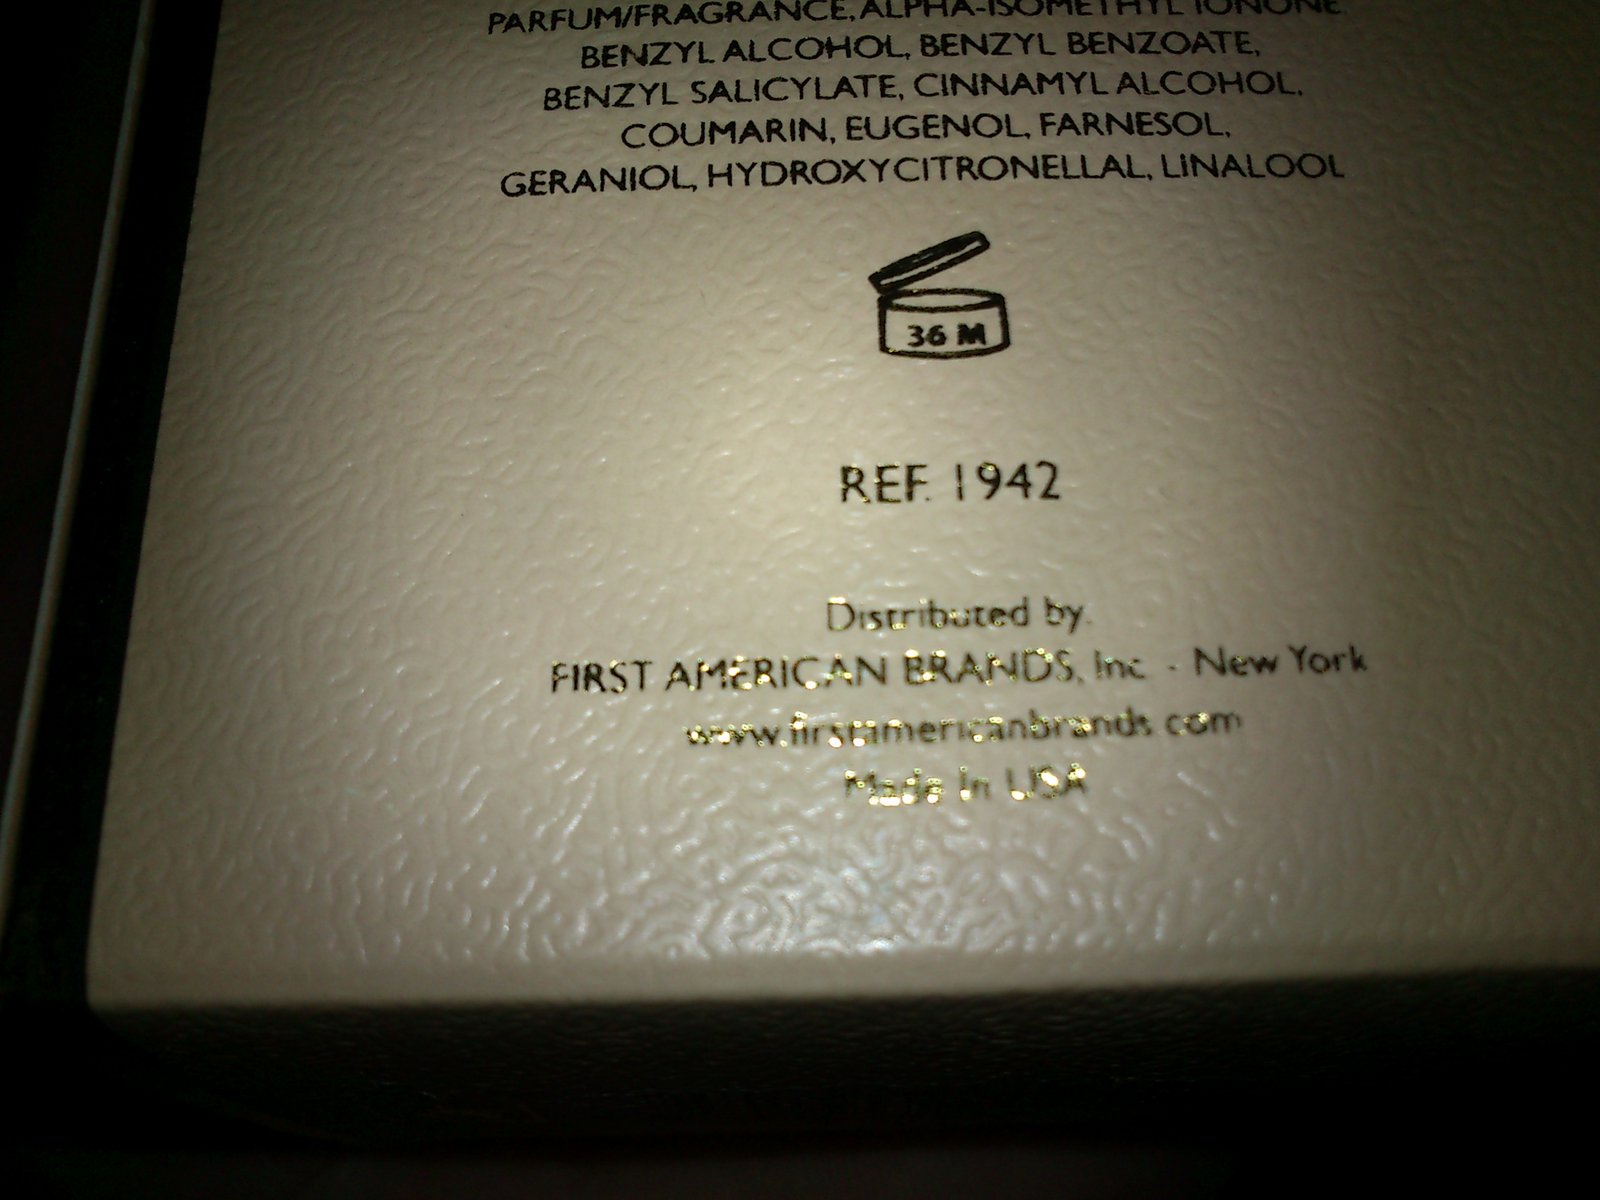 PARFUM/FRAGRANCE, ALPHA-ISOMETHYL IONONE
BENZYL ALCOHOL, BENZYL BENZOATE,
BENZYL SALICYLATE, CINNAMYL ALCOHOL,
COUMARIN, EUGENOL, FARNESOL,
GERANIOL, HYDROXYCITRONELLAL, LINALOOL
36 M
REF. 1942
Distributed by:
FIRST AMERICAN BRANDS, Inc - New York
www.firstamericanbrands.com
Made in USA